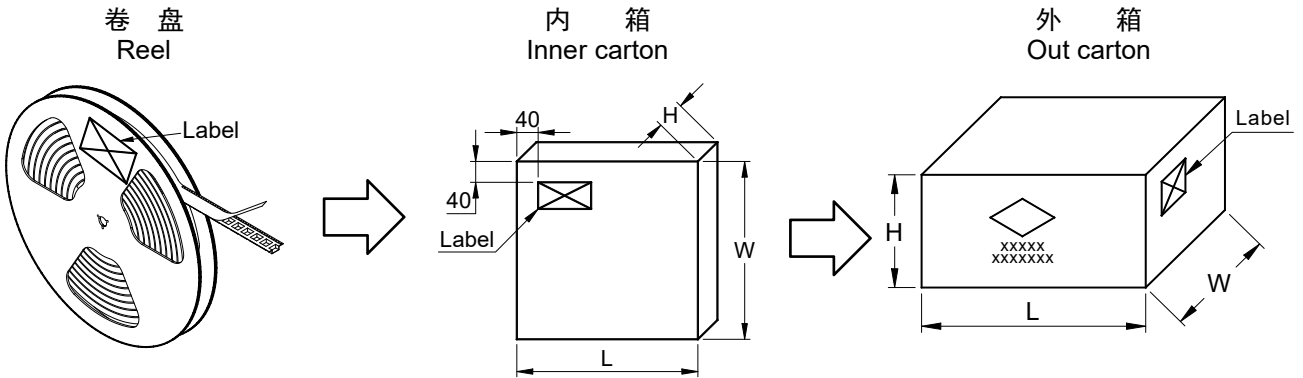 卷 盘
Reel
Label
内 箱
Inner carton
40
H
40
Label
W
L
外 箱
Out carton
Label
H
xxxxx
xxxxxxx
W
L